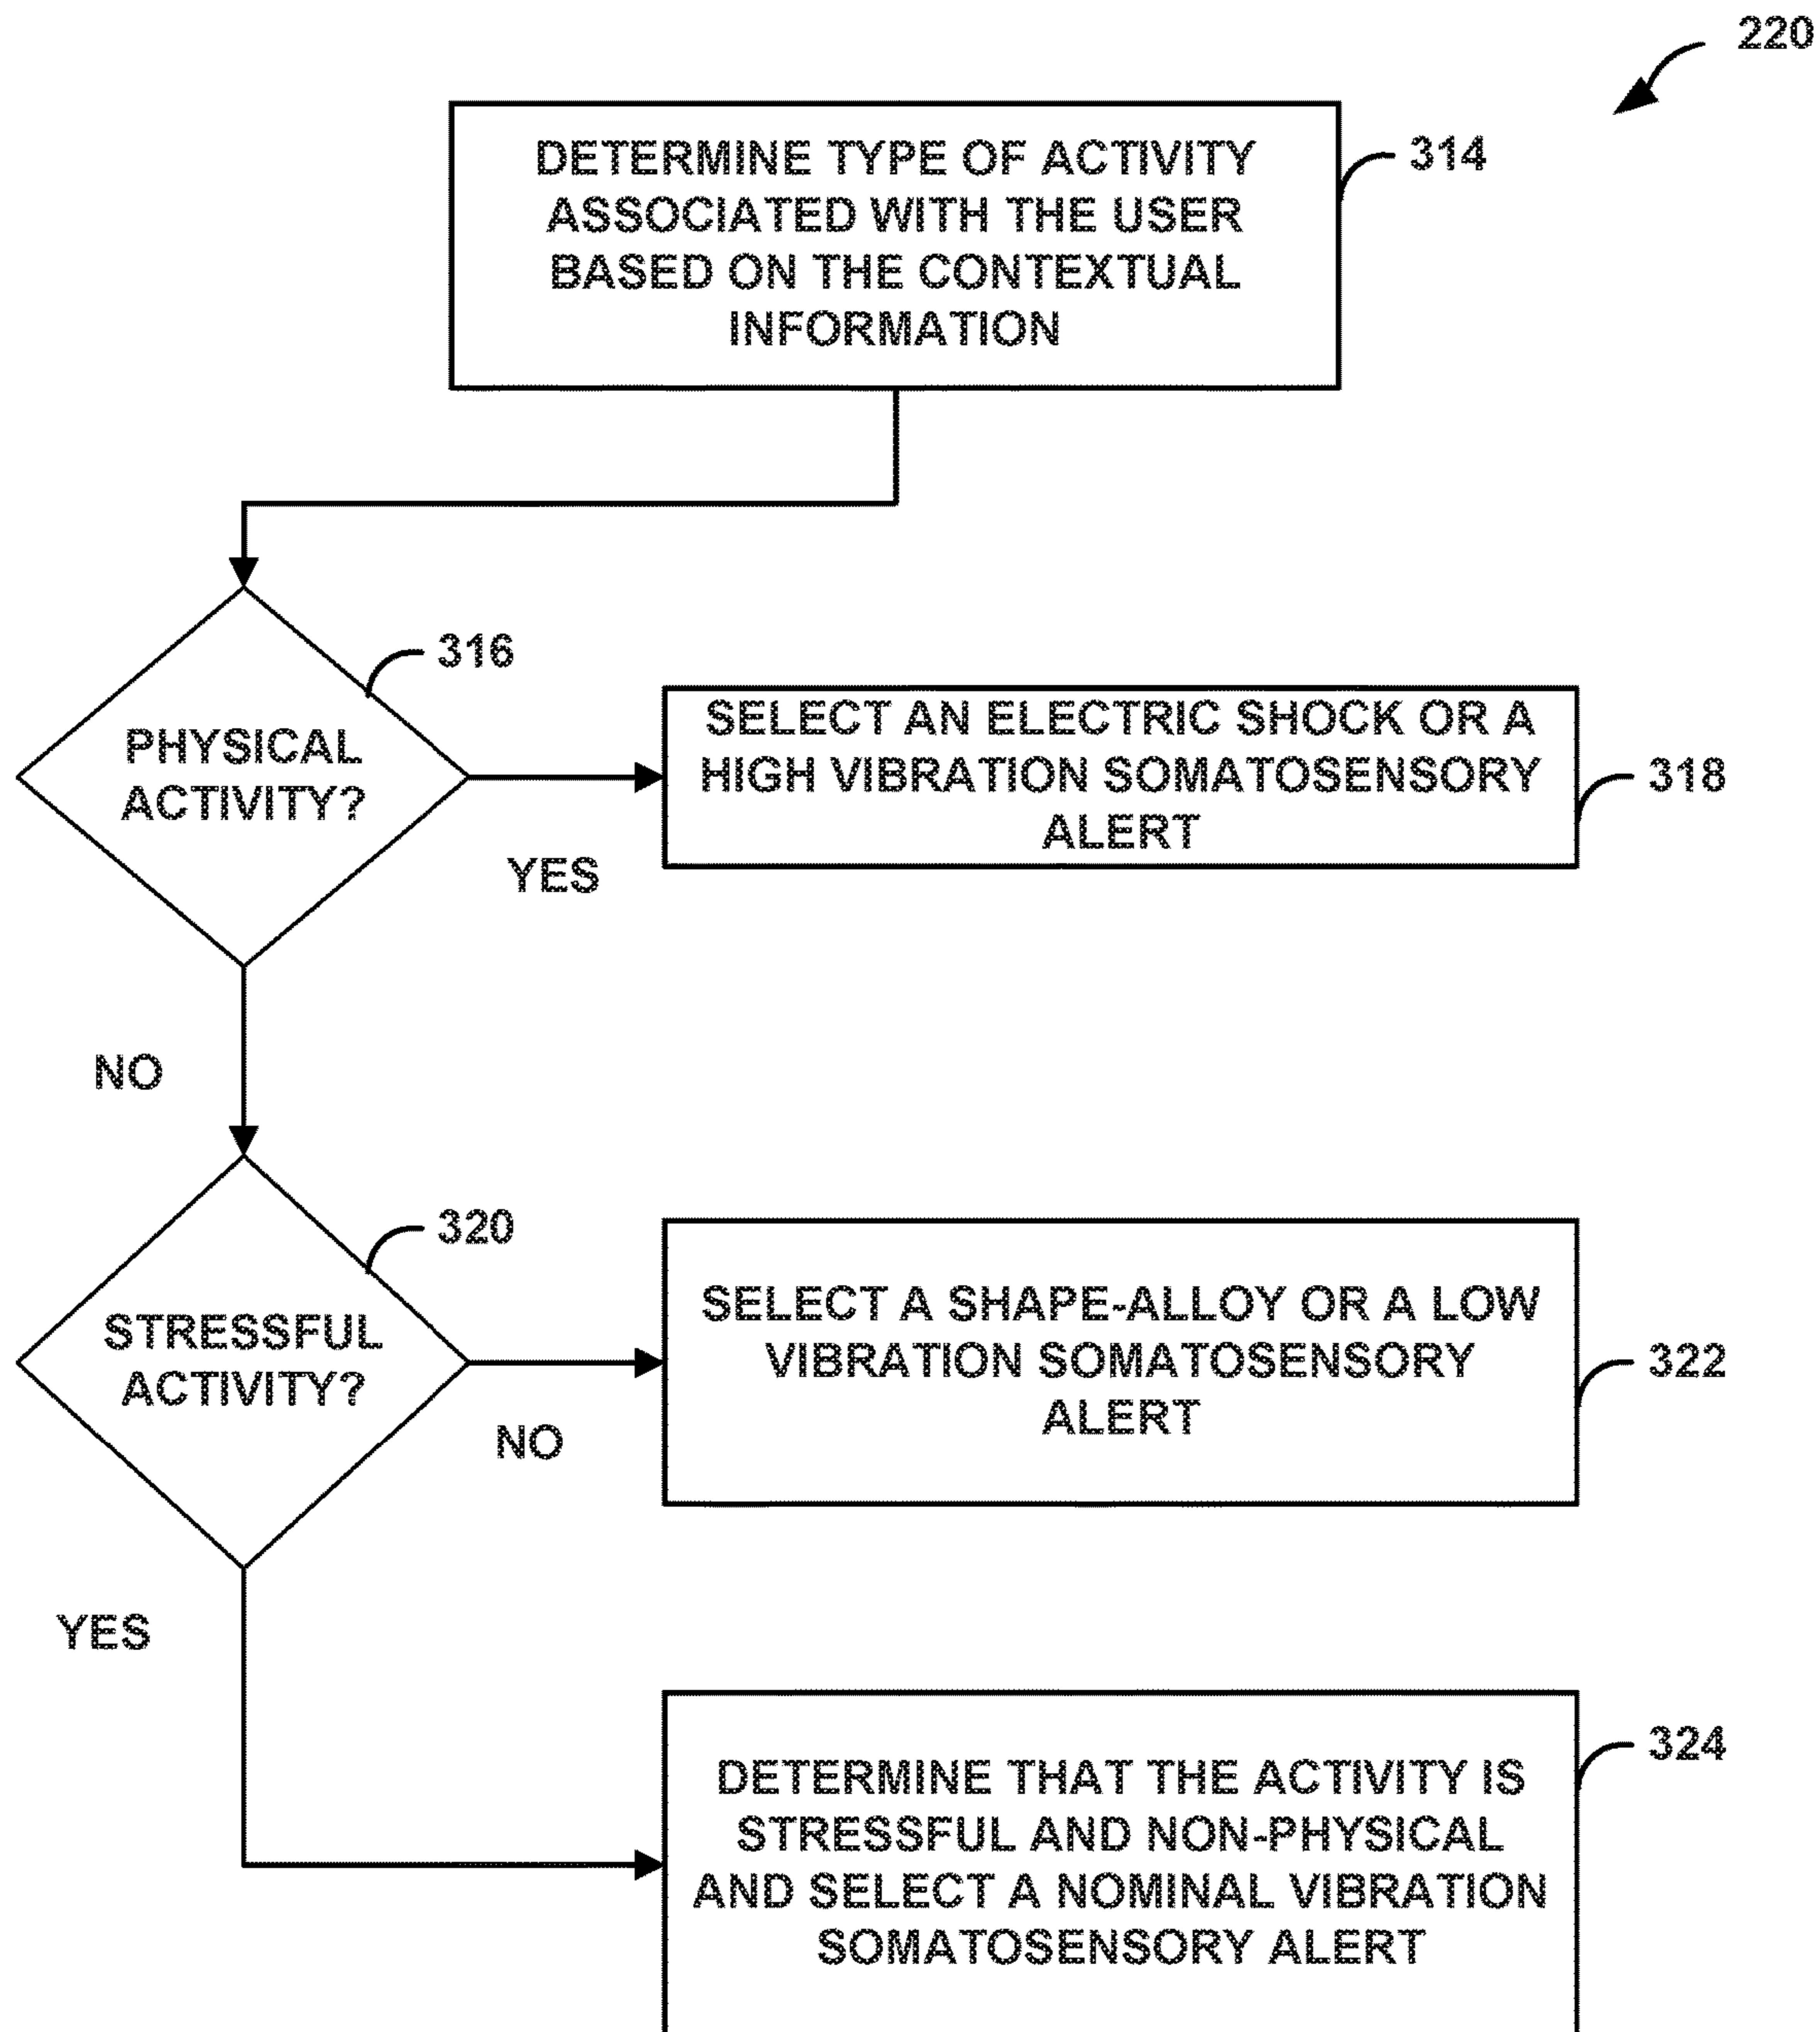 220
DETERMINE TYPE OF ACTIVITY
ASSOCIATED WITH THE USER
BASED ON THE CONTEXTUAL
INFORMATION
314
316
PHYSICAL
ACTIVITY?
YES
SELECT AN ELECTRIC SHOCK OR A
HIGH VIBRATION SOMATOSENSORY
ALERT
318
NO
320
STRESSFUL
ACTIVITY?
NO
SELECT A SHAPE-ALLOY OR A LOW
VIBRATION SOMATOSENSORY
ALERT
322
YES
324
DETERMINE THAT THE ACTIVITY IS
STRESSFUL AND NON-PHYSICAL
AND SELECT A NOMINAL VIBRATION
SOMATOSENSORY ALERT